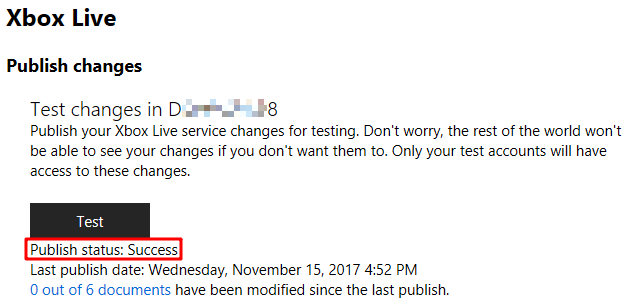 Xbox Live
Publish changes
Test changes in D 8
Publish your Xbox Live service changes for testing. Don't worry, the rest of the world won't
be able to see your changes if you don't want them to. Only your test accounts will have
access to these changes.
Test
Publish status: Success
Last publish date: Wednesday, November 15, 2017 4:52 PM
0 out of 6 documents have been modified since the last publish.